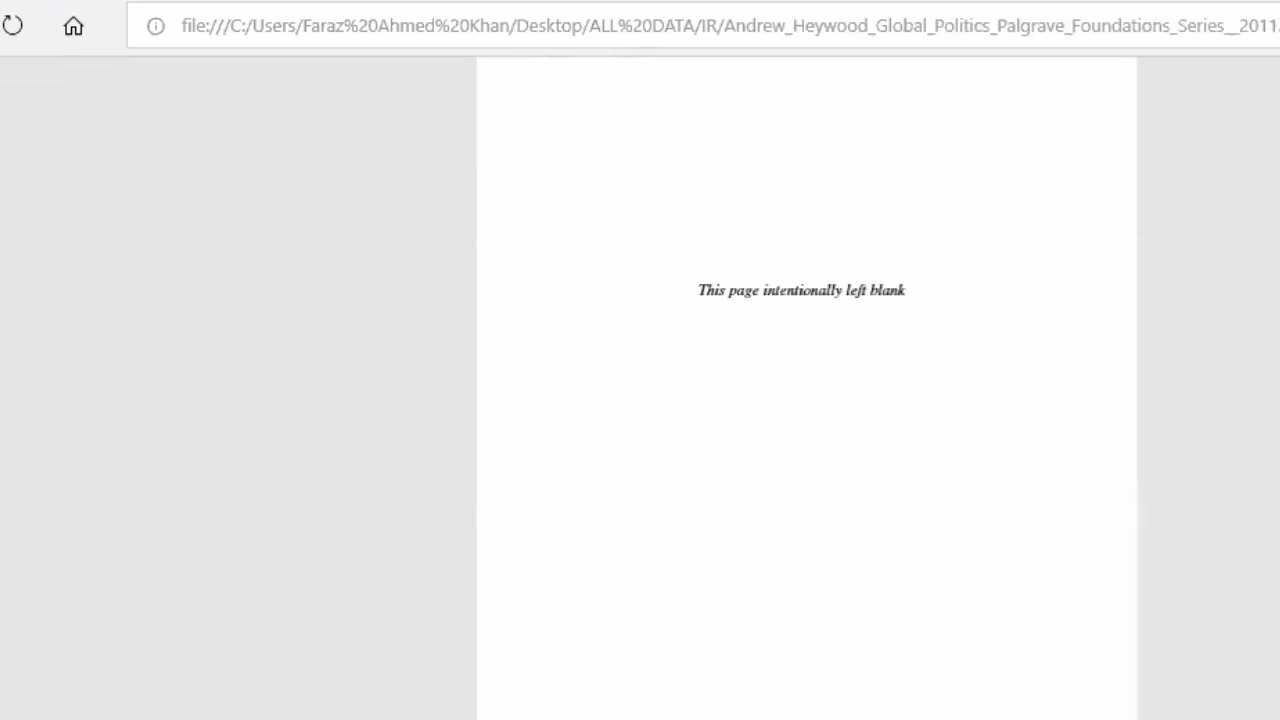 file:///C:/Users/Faraz%20Ahmed%20Khan/Desktop/ALL%20DATA/IR/Andrew_Heywood_Global_Politics_Palgrave_Foundations_Series__2011.
This page intentionally left blank